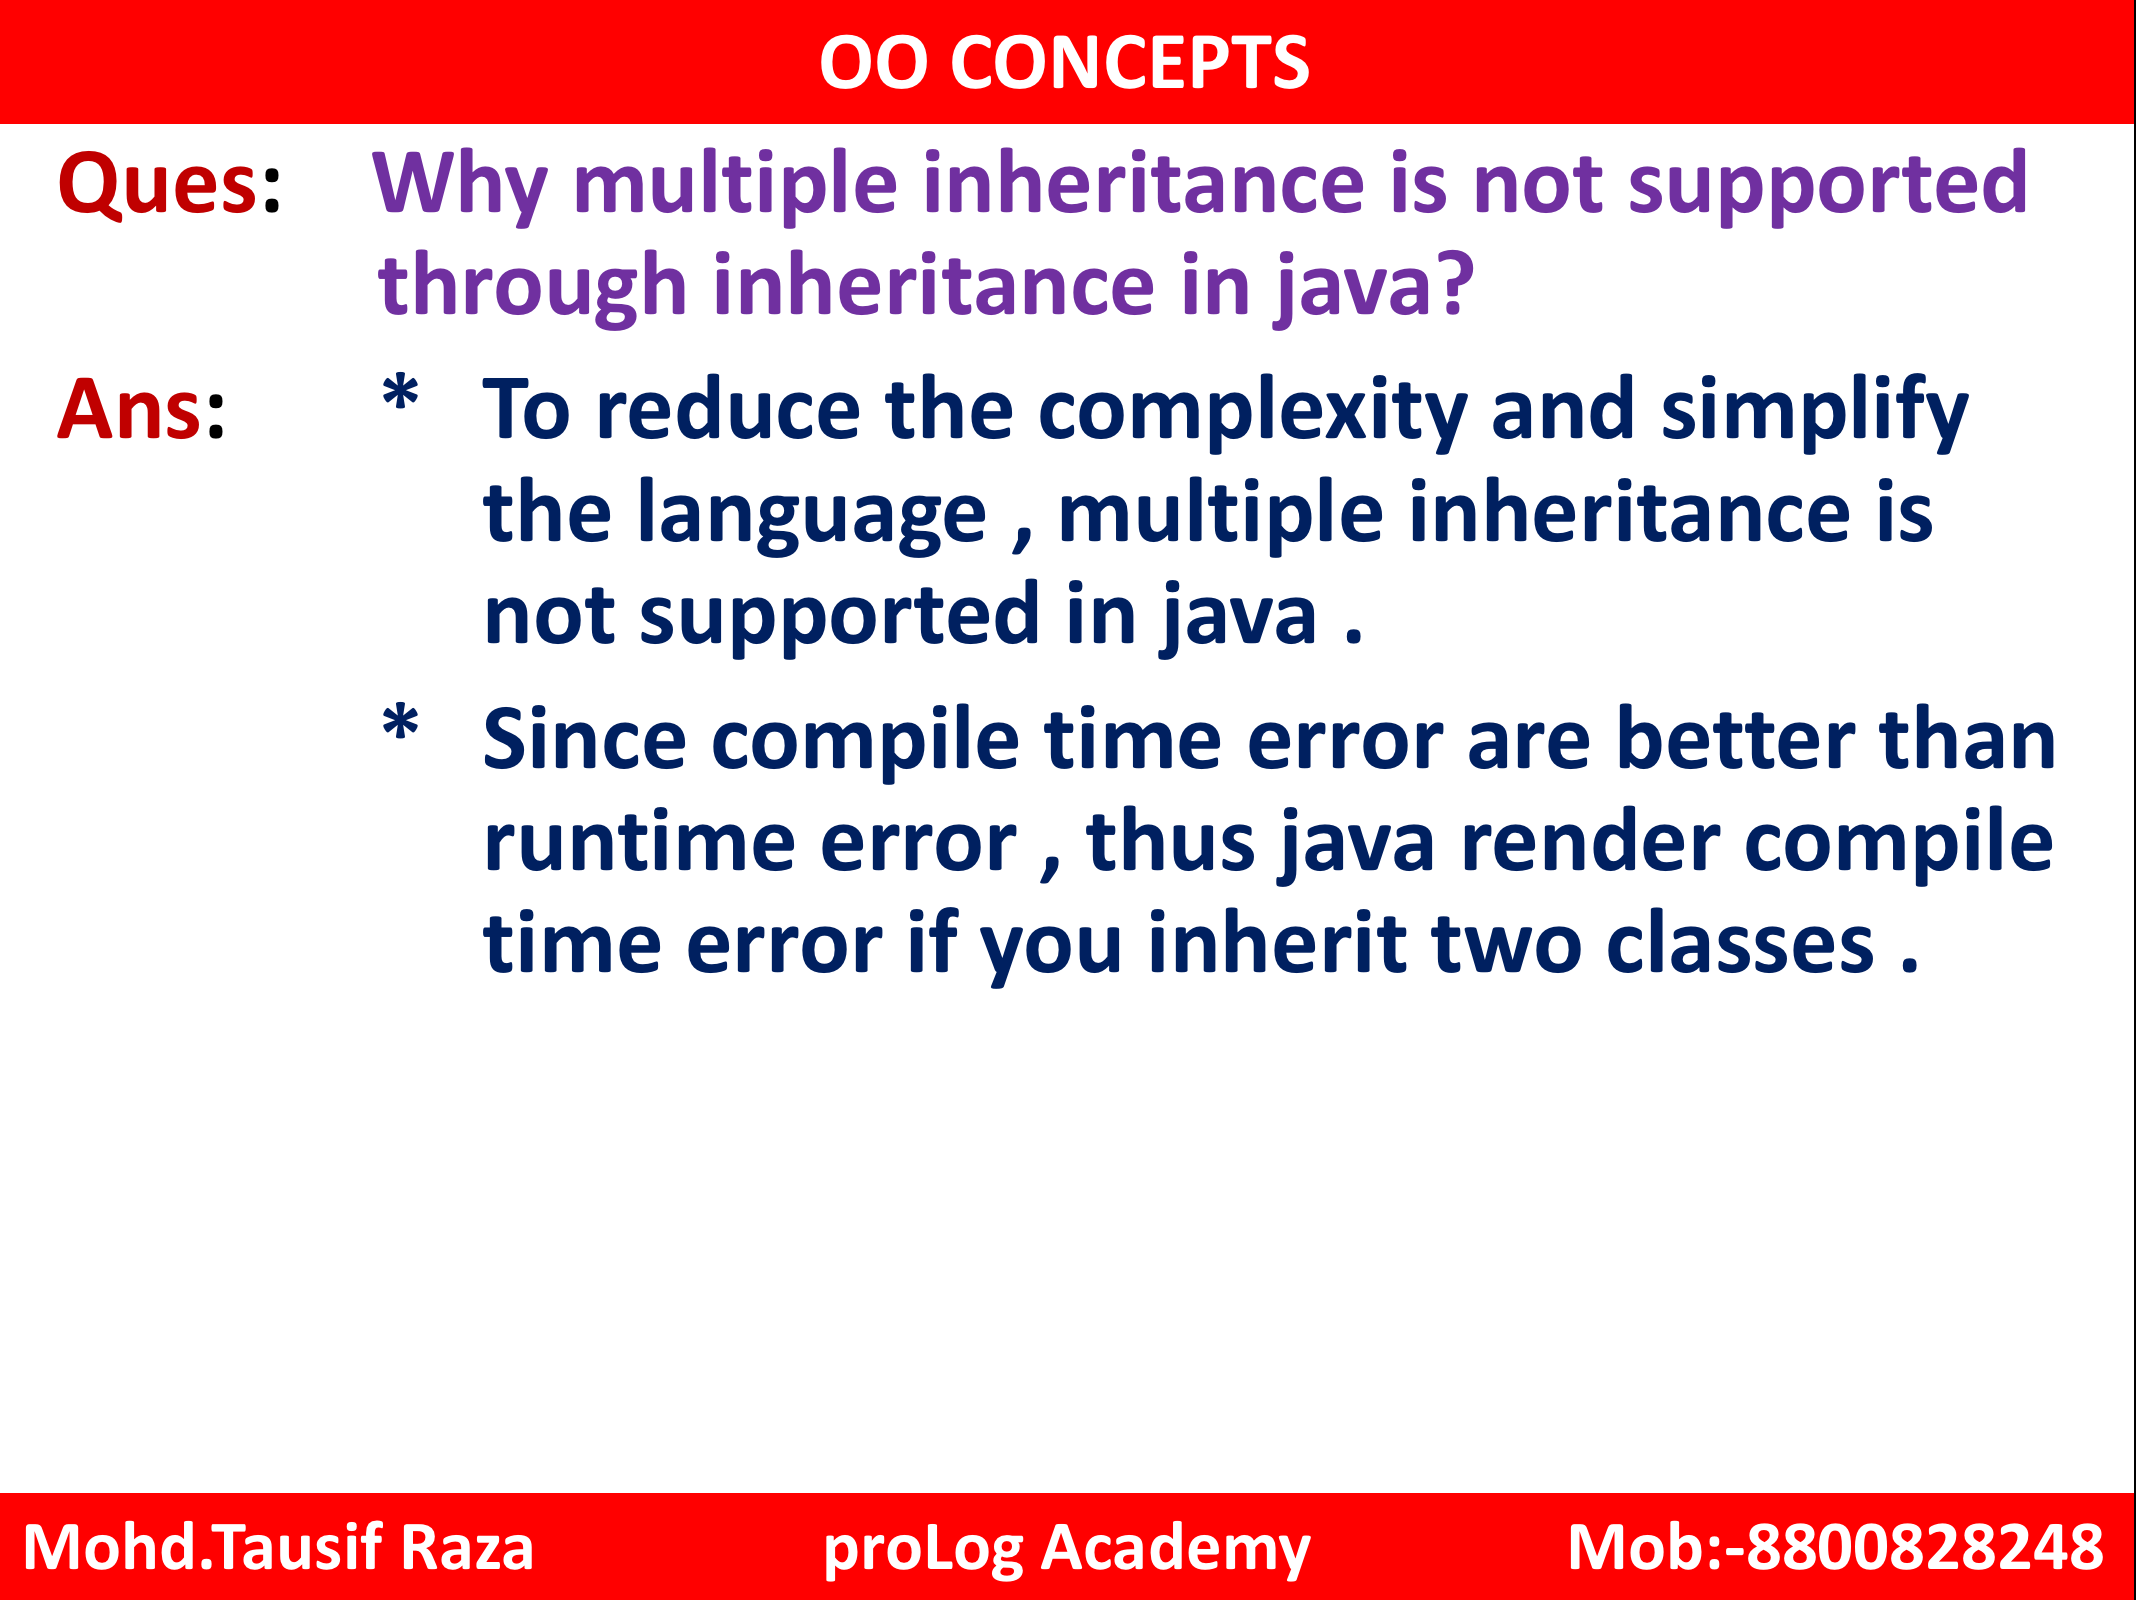 OO CONCEPTS
Ques: Why multiple inheritance is not supported
through inheritance in java?
Ans: * To reduce the complexity and simplify
the language , multiple inheritance is
not supported in java .
* Since compile time error are better than
runtime error , thus java render compile
time error if you inherit two classes .
Mohd.Tausif Raza proLog Academy Mob:-8800828248